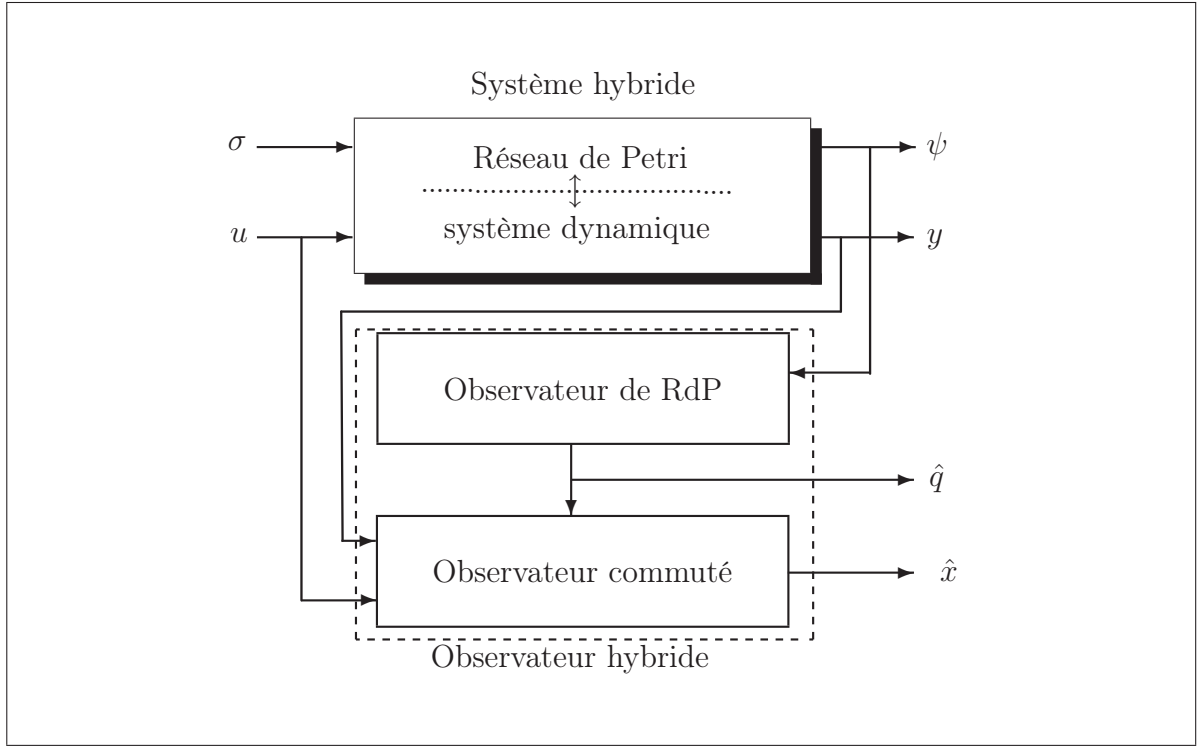 Système hybride
σ
Réseau de Petri
ψ
u
système dynamique
y
Observateur de RdP
q̂
Observateur commuté
x̂
Observateur hybride